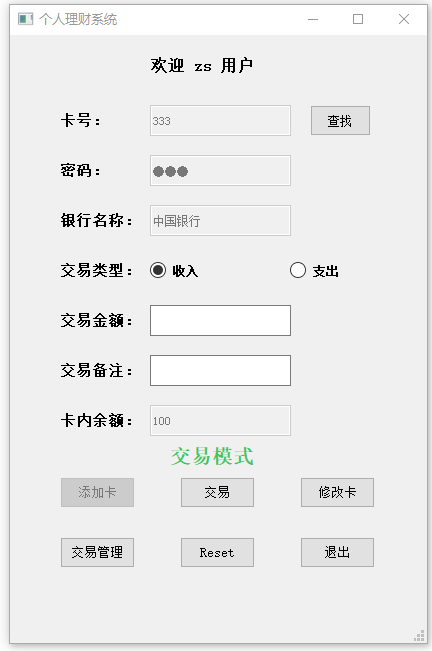 个人理财系统
欢迎 zs 用户
卡号： 333 查找
密码： ●●●
银行名称： 中国银行
交易类型： 收入 支出
交易金额：
交易备注：
卡内余额： 100
交易模式
添加卡 交易 修改卡
交易管理 Reset 退出